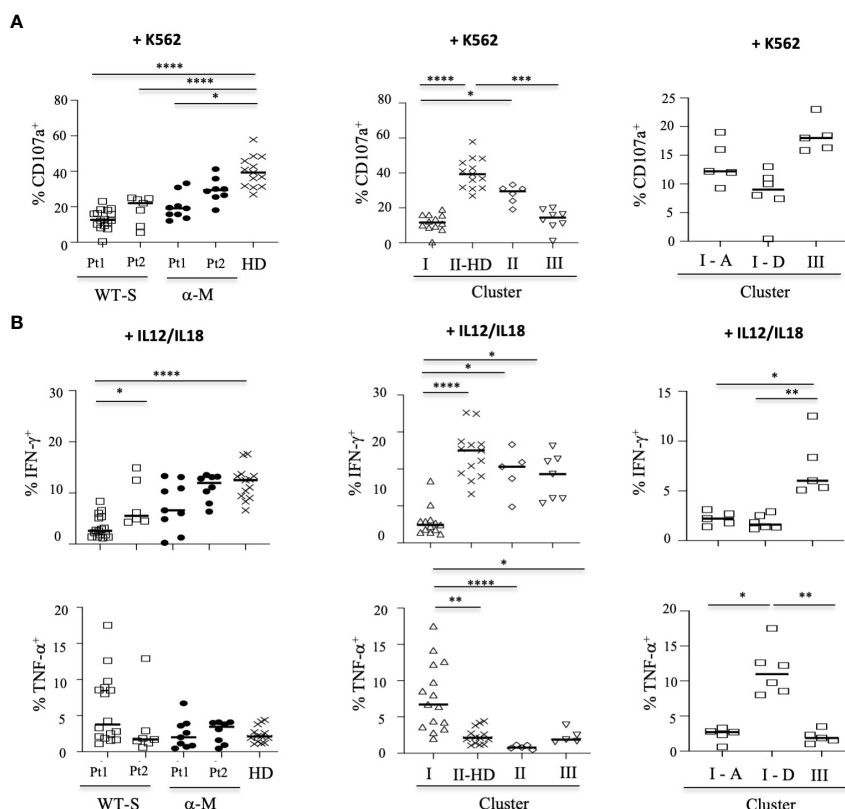 A
+ K562
****
****
*
% CD107a+
80
60
40
20
0
Pt1 Pt2 Pt1 Pt2 HD
WT-S α-M
+ K562
**** ***
*
% CD107a+
80
60
40
20
0
I II-HD II III
Cluster
+ K562
% CD107a+
25
20
15
10
5
0
I - A I - D III
Cluster
B
+ IL12/IL18
****
*
% IFN-γ+
30
20
10
0
+ IL12/IL18
*
*
****
% IFN-γ+
30
20
10
0
+ IL12/IL18
*
**
% IFN-γ+
15
10
5
0
% TNF-α+
20
15
10
5
0
Pt1 Pt2 Pt1 Pt2 HD
WT-S α-M
*
****
**
% TNF-α+
20
15
10
5
0
I II-HD II III
Cluster
* **
% TNF-α+
20
15
10
5
0
I - A I - D III
Cluster